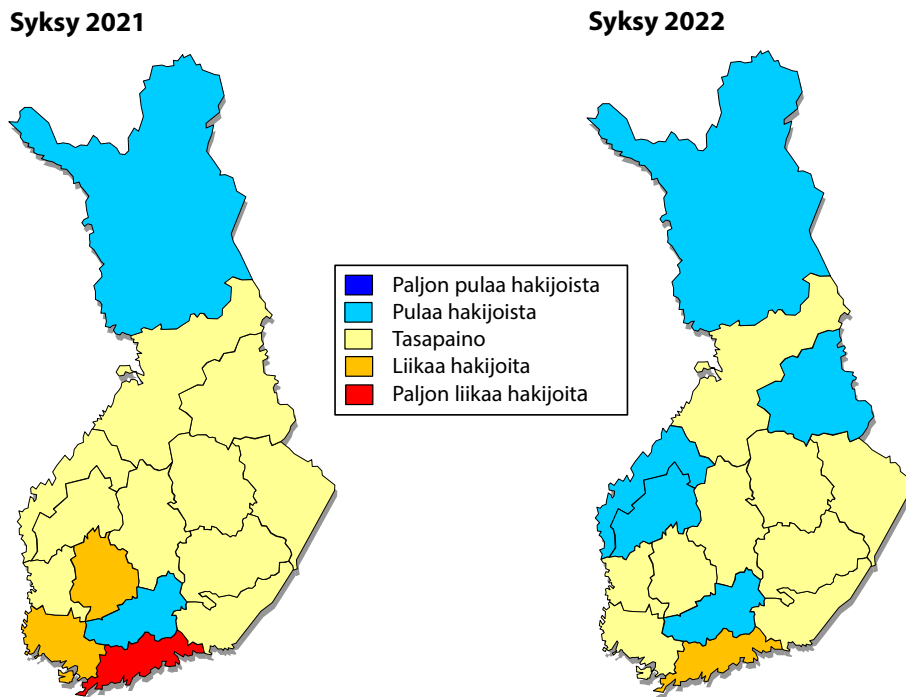 Syksy 2021
Syksy 2022
Paljon pulaa hakijoista
Pulaa hakijoista
Tasapaino
Liikaa hakijoita
Paljon liikaa hakijoita